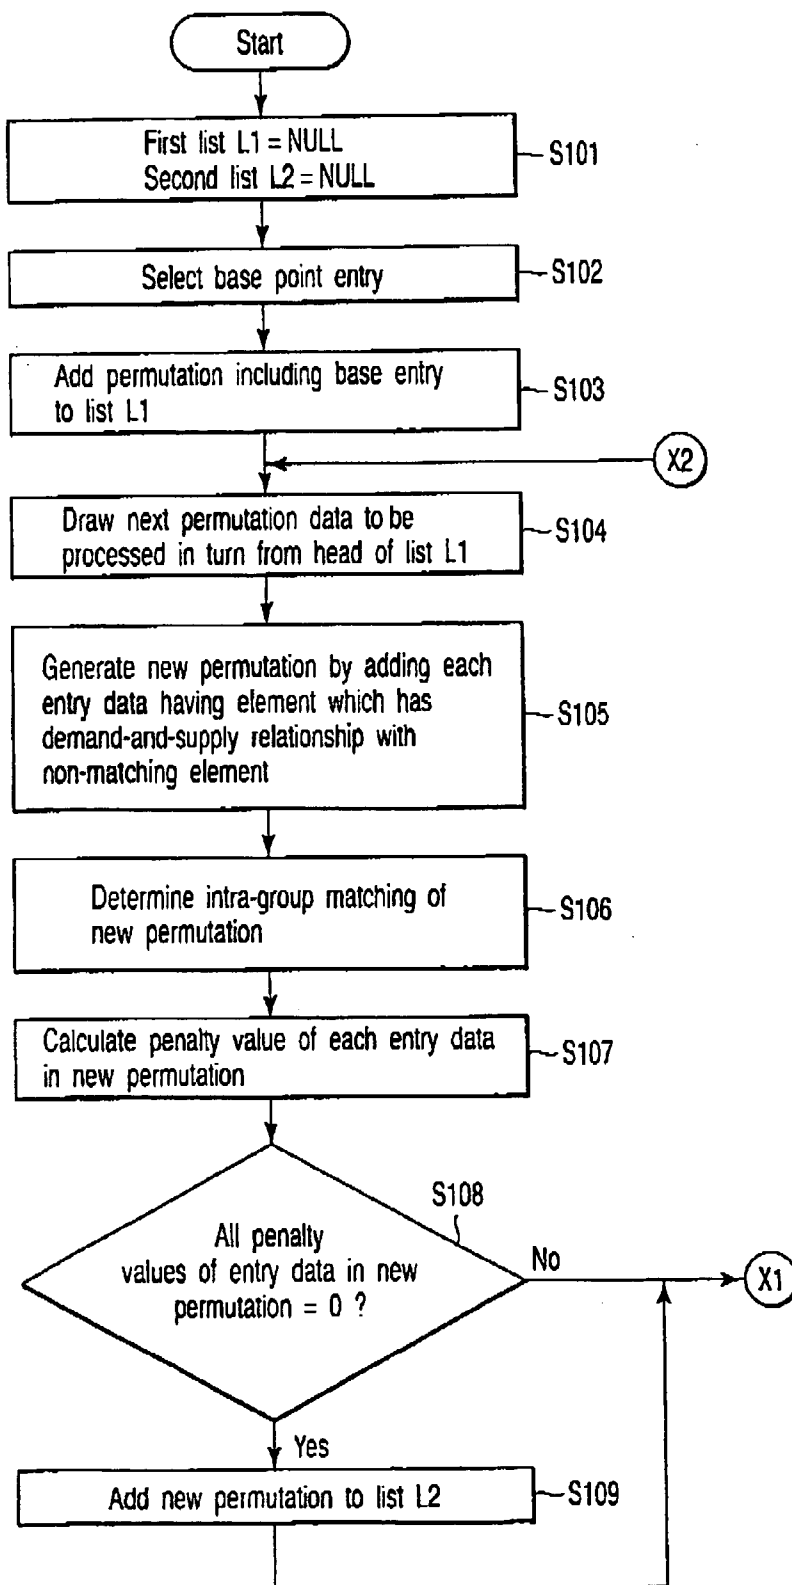 Start
First list L1 = NULL
Second list L2 = NULL
S101
Select base point entry
S102
Add permutation including base entry
to list L1
S103
X2
Draw next permutation data to be
processed in turn from head of list L1
S104
Generate new permutation by adding each
entry data having element which has
demand-and-supply relationship with
non-matching element
S105
Determine intra-group matching of
new permutation
S106
Calculate penalty value of each entry data
in new permutation
S107
S108
All penalty
values of entry data in new
permutation = 0 ?
No
X1
Yes
Add new permutation to list L2
S109